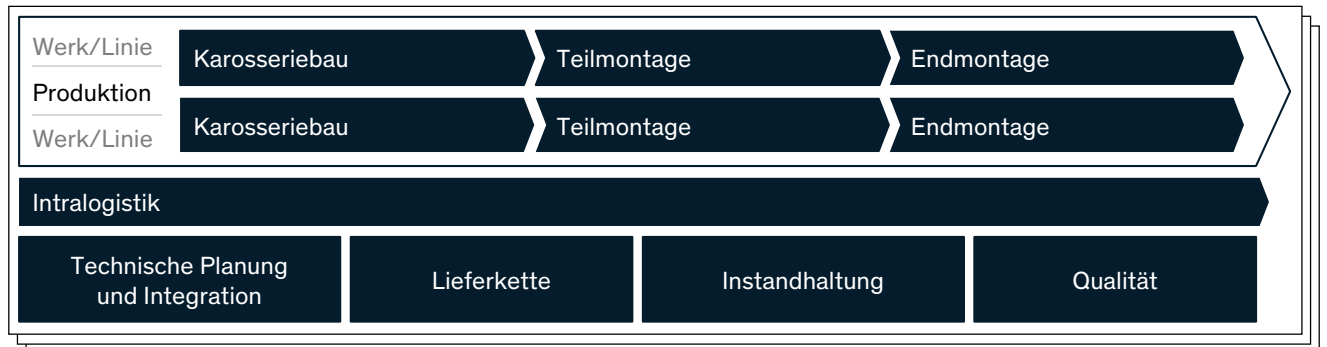 Werk/Linie
Produktion
Werk/Linie
Karosseriebau
Teilmontage
Endmontage
Karosseriebau
Teilmontage
Endmontage
Intralogistik
Technische Planung
und Integration
Lieferkette
Instandhaltung
Qualität